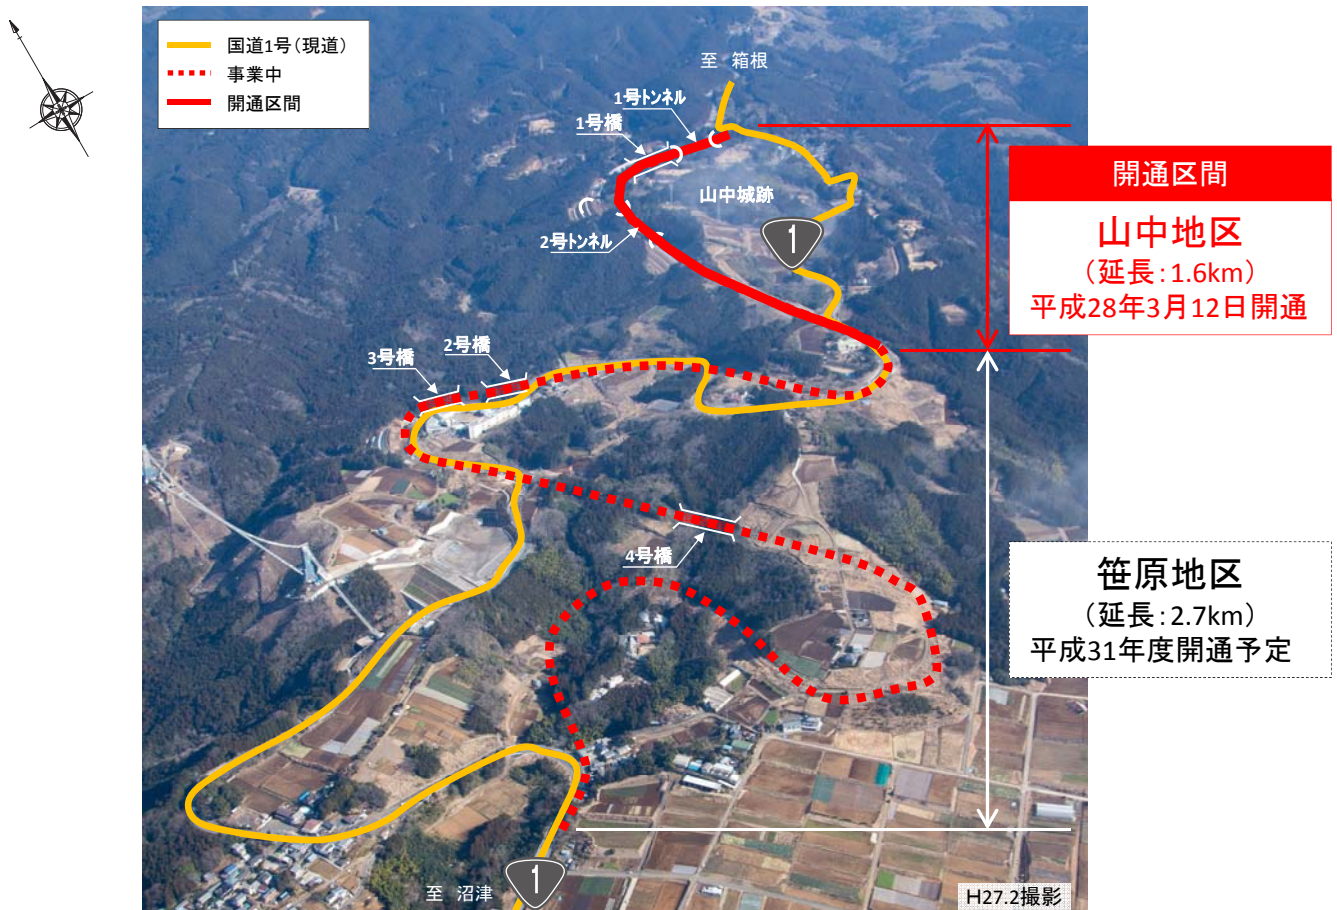 国道1号(現道)
事業中
開通区間
至 箱根
1号トンネル
1号橋
山中城跡
1
2号トンネル
開通区間
山中地区
(延長:1.6km)
平成28年3月12日開通
2号橋
3号橋
4号橋
笹原地区
(延長:2.7km)
平成31年度開通予定
至 沼津
1
H27.2撮影